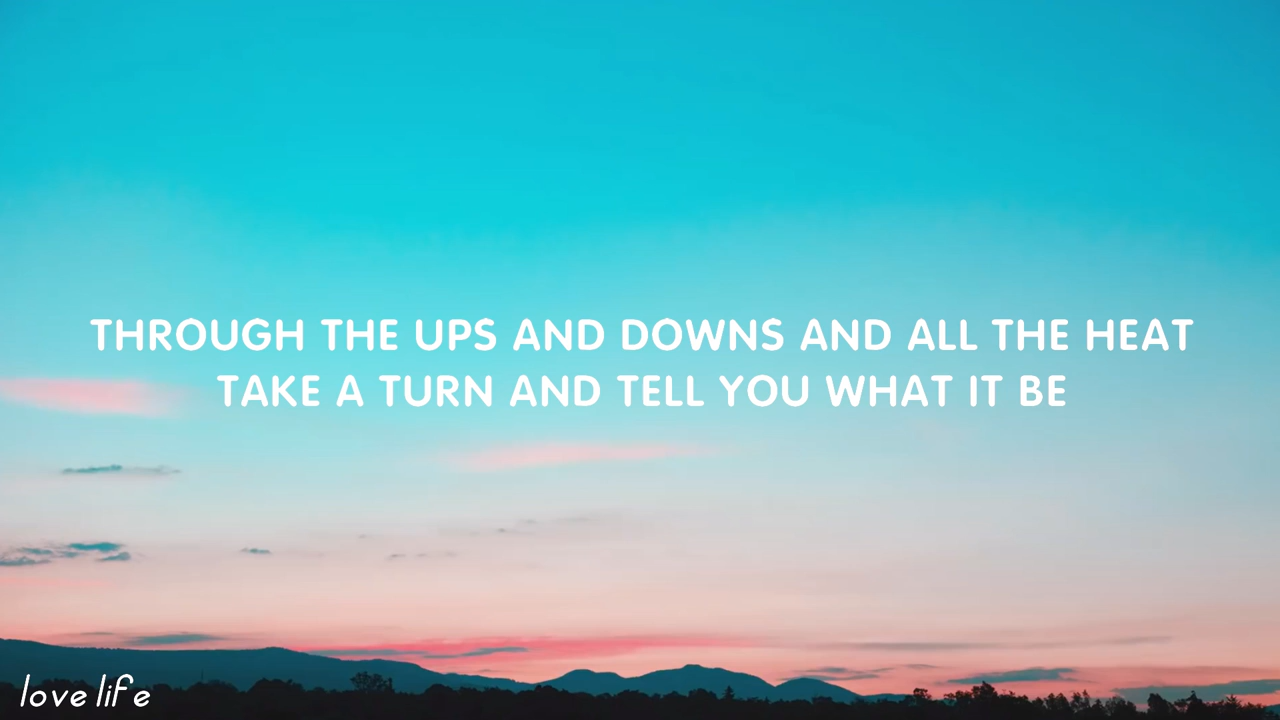 THROUGH THE UPS AND DOWNS AND ALL THE HEAT
TAKE A TURN AND TELL YOU WHAT IT BE
love life